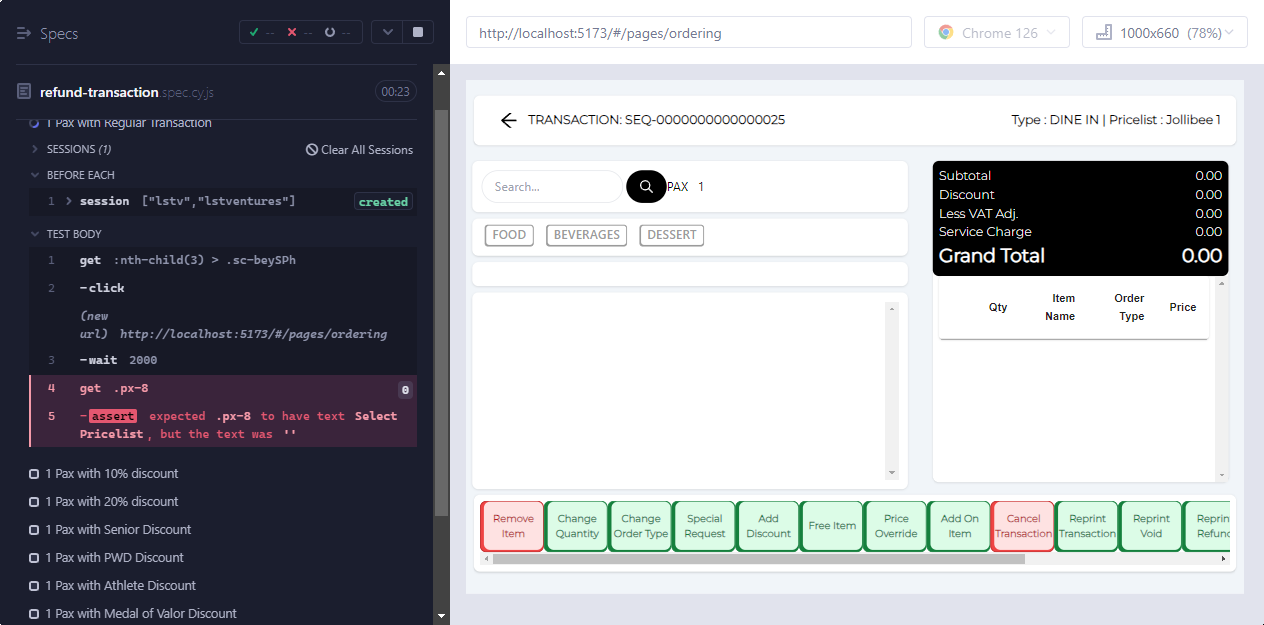 Specs
-- -- --
refund-transaction.spec.cy.js 00:23
1 Pax with Regular Transaction
SESSIONS (1) Clear All Sessions
BEFORE EACH
1 session ["lstv","lstventures"] created
TEST BODY
1 get :nth-child(3) > .sc-beySPh
2 -click
(new
url) http://localhost:5173/#/pages/ordering
3 -wait 2000
4 get .px-8 0
5 -assert expected .px-8 to have text Select
Pricelist, but the text was ''
1 Pax with 10% discount
1 Pax with 20% discount
1 Pax with Senior Discount
1 Pax with PWD Discount
1 Pax with Athlete Discount
1 Pax with Medal of Valor Discount
http://localhost:5173/#/pages/ordering
Chrome 126
1000x660 (78%)
TRANSACTION: SEQ-0000000000000025
Type : DINE IN | Pricelist : Jollibee 1
Search...
PAX 1
FOOD BEVERAGES DESSERT
Subtotal 0.00
Discount 0.00
Less VAT Adj. 0.00
Service Charge 0.00
Grand Total 0.00
Qty
Item
Name
Order
Type
Price
Remove
Item
Change
Quantity
Change
Order Type
Special
Request
Add
Discount
Free Item
Price
Override
Add On
Item
Cancel
Transaction
Reprint
Transaction
Reprint
Void
Reprin
Refund